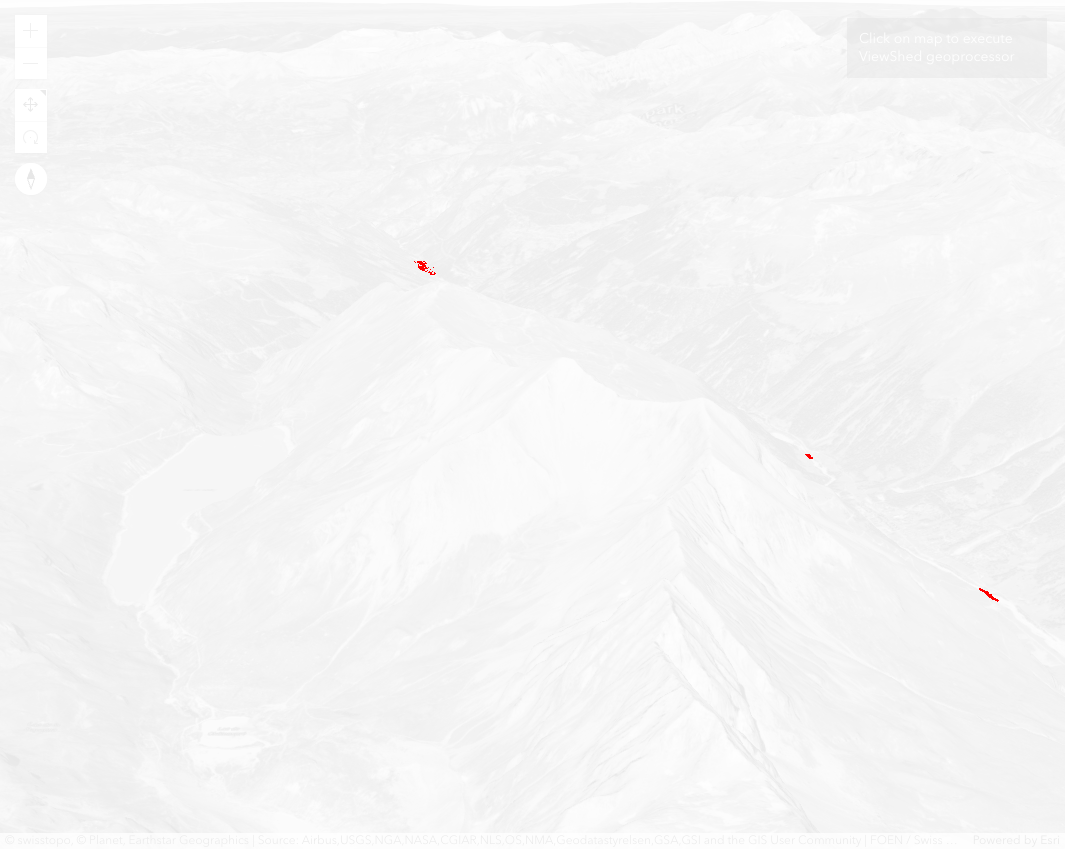 Click on map to execute
ViewShed geoprocessor
© swisstopo, © Planet, Earthstar Geographics | Source: Airbus,USGS,NGA,NASA,CGIAR,NLS,OS,NMA,Geodatastyrelsen,GSA,GSI and the GIS User Community | FOEN / Swiss... Powered by Esri